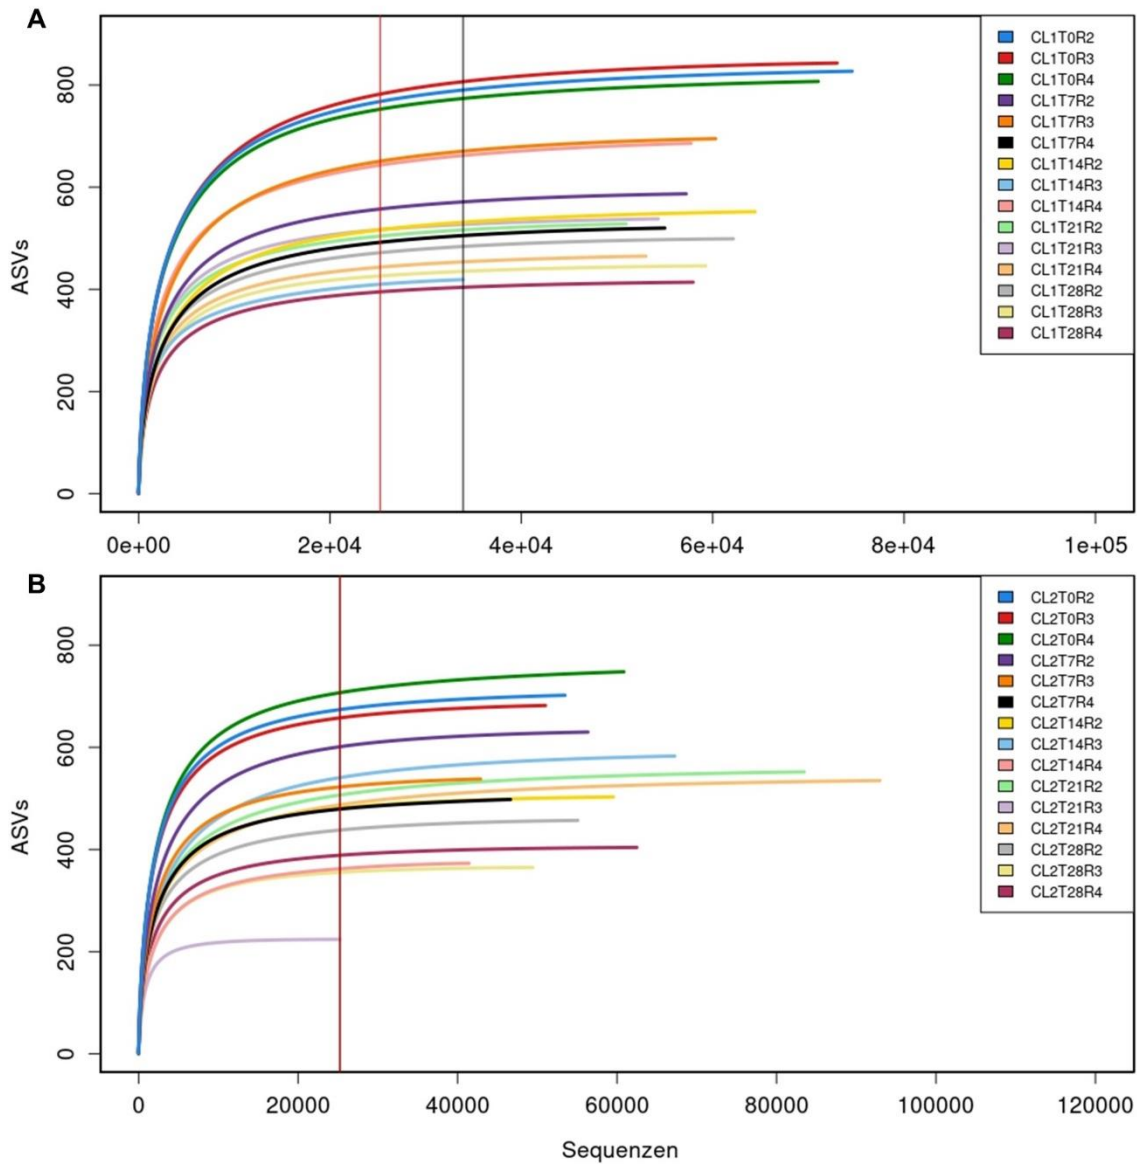 A
ASVs
800
600
400
200
0
0e+00 2e+04 4e+04 6e+04 8e+04 1e+05
CL1T0R2
CL1T0R3
CL1T0R4
CL1T7R2
CL1T7R3
CL1T7R4
CL1T14R2
CL1T14R3
CL1T14R4
CL1T21R2
CL1T21R3
CL1T21R4
CL1T28R2
CL1T28R3
CL1T28R4
B
ASVs
800
600
400
200
0
0 20000 40000 60000 80000 100000 120000
CL2T0R2
CL2T0R3
CL2T0R4
CL2T7R2
CL2T7R3
CL2T7R4
CL2T14R2
CL2T14R3
CL2T14R4
CL2T21R2
CL2T21R3
CL2T21R4
CL2T28R2
CL2T28R3
CL2T28R4
Sequenzen